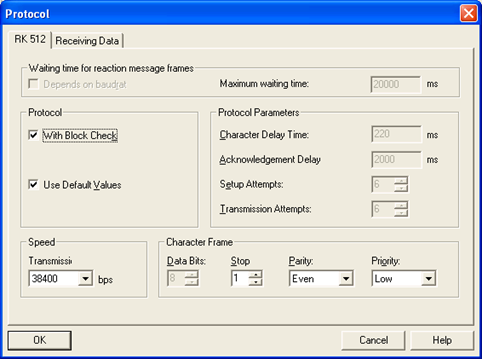 Protocol
RK 512 Receiving Data
Waiting time for reaction message frames
Depends on baudrat Maximum waiting time: 20000 ms
Protocol
With Block Check
Use Default Values
Protocol Parameters
Character Delay Time: 220 ms
Acknowledgement Delay 2000 ms
Setup Attempts: 6
Transmission Attempts: 6
Speed
Transmissi
38400 bps
Character Frame
Data Bits: Stop Parity: Priority:
8 1 Even Low
OK Cancel Help